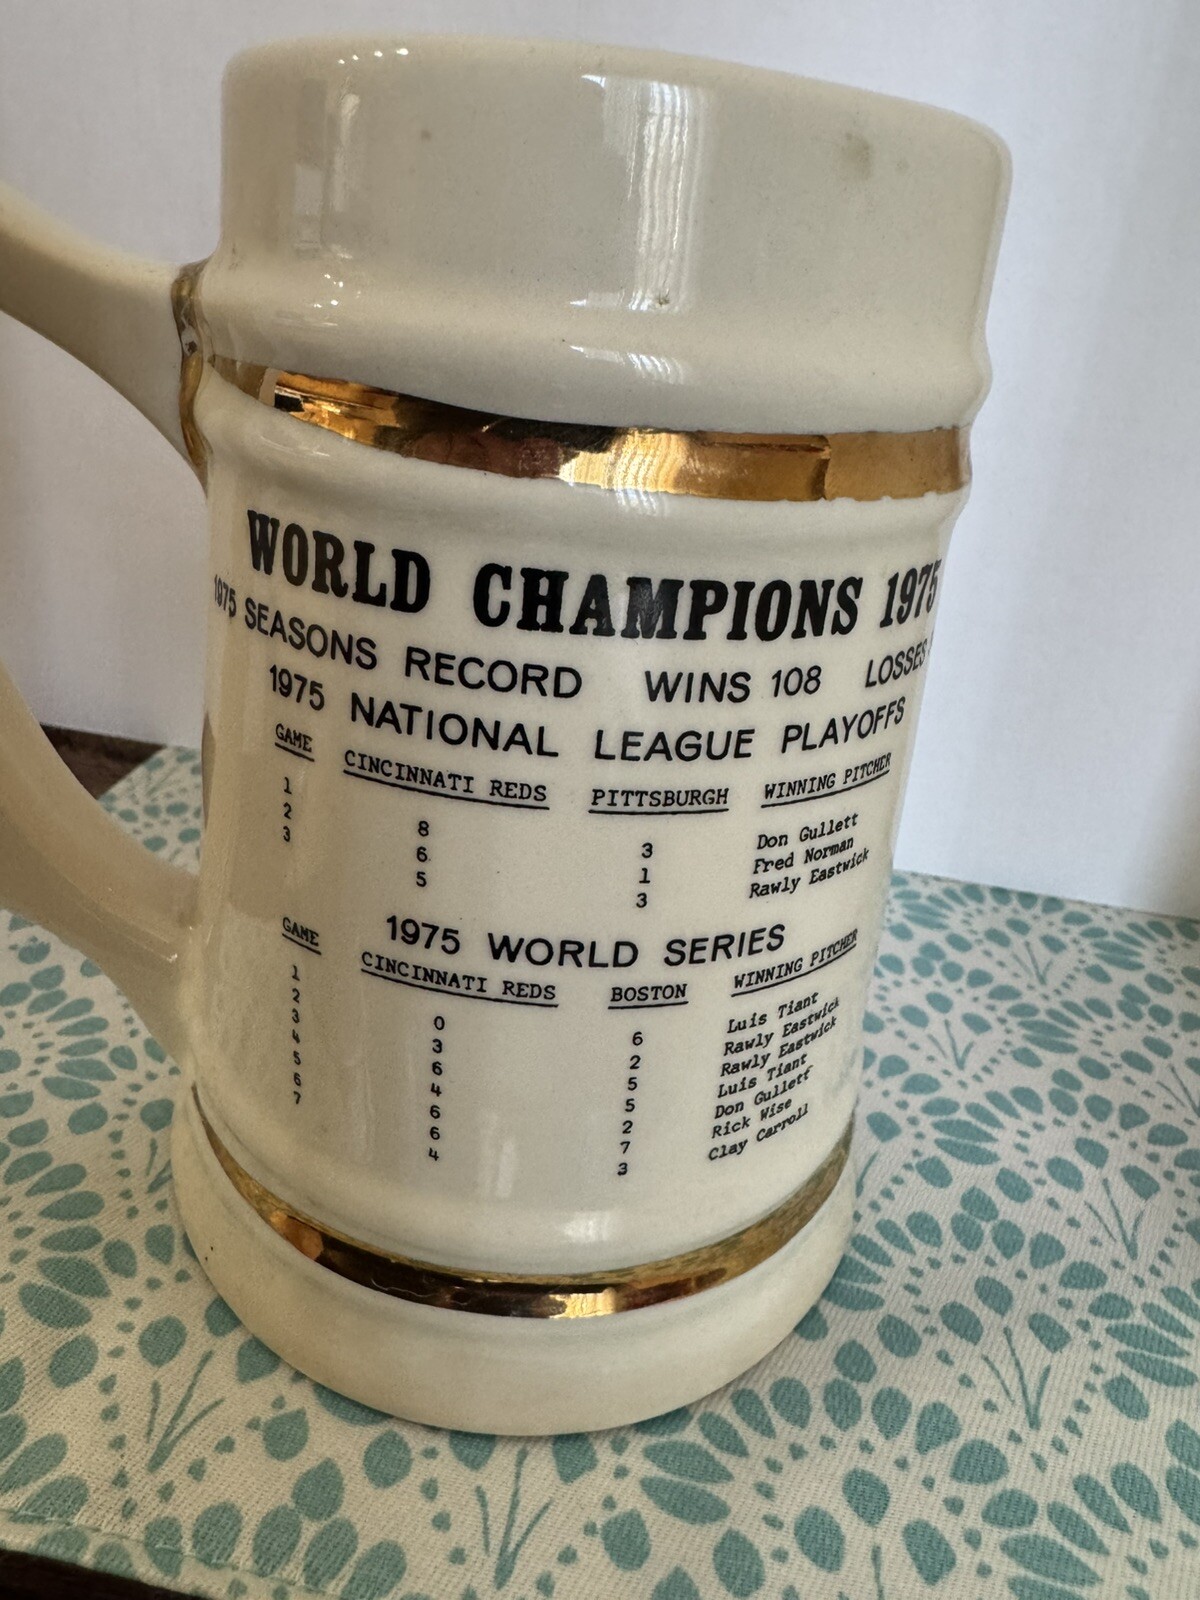 WORLD CHAMPIONS 1975
1975 SEASONS RECORD WINS 108 LOSSES
1975 NATIONAL LEAGUE PLAYOFFS
GAME CINCINNATI REDS PITTSBURGH WINNING PITCHER
1 8 3 Don Gullett
2 6 1 Fred Norman
3 5 3 Rawly Eastwick
1975 WORLD SERIES
GAME CINCINNATI REDS BOSTON WINNING PITCHER
1 0 6 Luis Tiant
2 3 2 Rawly Eastwick
3 6 5 Rawly Eastwick
4 4 5 Luis Tiant
5 6 2 Don Gullett
6 6 7 Rick Wise
7 4 3 Clay Carroll